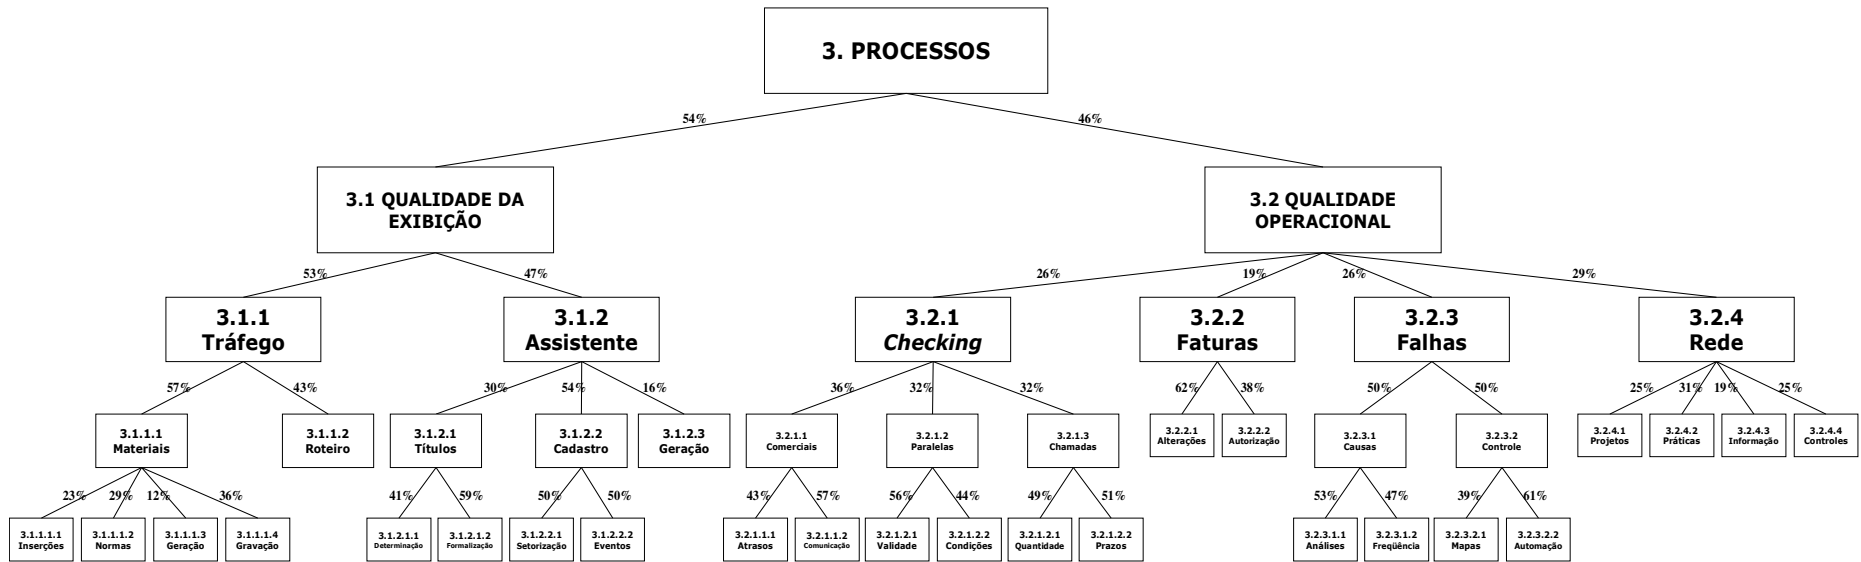 3. PROCESSOS
54%
46%
3.1 QUALIDADE DA
EXIBIÇÃO
3.2 QUALIDADE
OPERACIONAL
53%
47%
26%
19%
26%
29%
3.1.1
Tráfego
3.1.2
Assistente
3.2.1
Checking
3.2.2
Faturas
3.2.3
Falhas
3.2.4
Rede
57%
43%
30%
54%
16%
36%
32%
32%
62%
38%
50%
50%
25%
31%
19%
25%
3.1.1.1
Materiais
3.1.1.2
Roteiro
3.1.2.1
Títulos
3.1.2.2
Cadastro
3.1.2.3
Geração
3.2.1.1
Comerciais
3.2.1.2
Paralelas
3.2.1.3
Chamadas
3.2.2.1
Alterações
3.2.2.2
Autorização
3.2.3.1
Causas
3.2.3.2
Controle
3.2.4.1
Projetos
3.2.4.2
Práticas
3.2.4.3
Informação
3.2.4.4
Controles
23%
29%
12%
36%
41%
59%
50%
50%
43%
57%
56%
44%
49%
51%
53%
47%
39%
61%
3.1.1.1.1
Inserções
3.1.1.1.2
Normas
3.1.1.1.3
Geração
3.1.1.1.4
Gravação
3.1.2.1.1
Determinação
3.1.2.1.2
Formalização
3.1.2.2.1
Setorização
3.1.2.2.2
Eventos
3.2.1.1.1
Atrasos
3.2.1.1.2
Comunicação
3.2.1.2.1
Validade
3.2.1.2.2
Condições
3.2.1.2.1
Quantidade
3.2.1.2.2
Prazos
3.2.3.1.1
Análises
3.2.3.1.2
Freqüência
3.2.3.2.1
Mapas
3.2.3.2.2
Automação